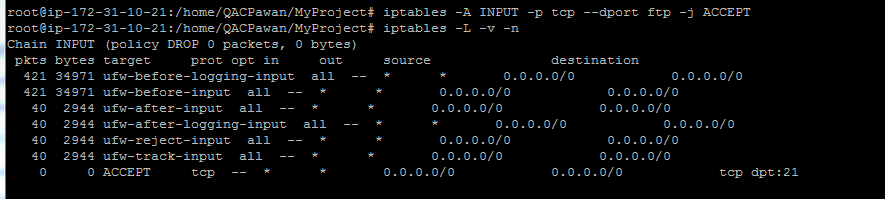 root@ip-172-31-10-21:/home/QACPawan/MyProject# iptables -A INPUT -p tcp --dport ftp -j ACCEPT
root@ip-172-31-10-21:/home/QACPawan/MyProject# iptables -L -v -n
Chain INPUT (policy DROP 0 packets, 0 bytes)
pkts bytes target prot opt in out source destination
421 34971 ufw-before-logging-input all -- * * 0.0.0.0/0 0.0.0.0/0
421 34971 ufw-before-input all -- * * 0.0.0.0/0 0.0.0.0/0
40 2944 ufw-after-input all -- * * 0.0.0.0/0 0.0.0.0/0
40 2944 ufw-after-logging-input all -- * * 0.0.0.0/0 0.0.0.0/0
40 2944 ufw-reject-input all -- * * 0.0.0.0/0 0.0.0.0/0
40 2944 ufw-track-input all -- * * 0.0.0.0/0 0.0.0.0/0
0 0 ACCEPT tcp -- * * 0.0.0.0/0 0.0.0.0/0 tcp dpt:21